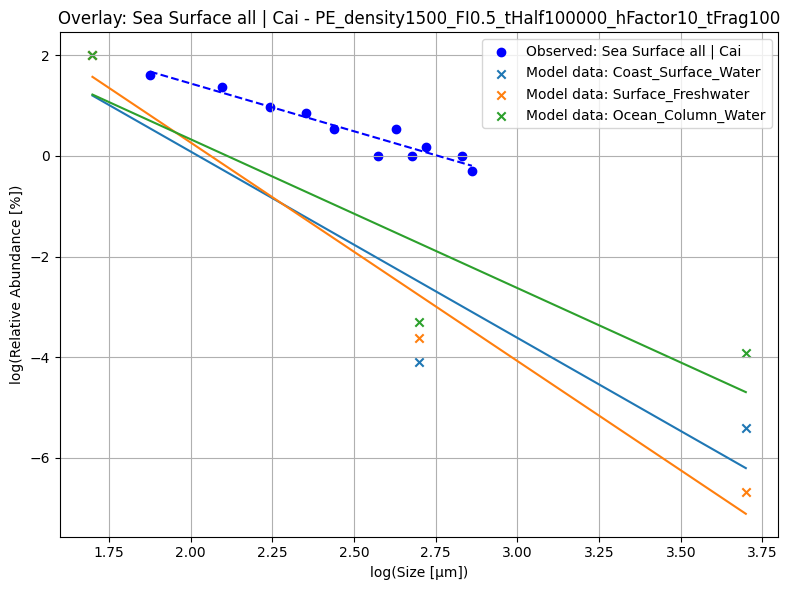 Overlay: Sea Surface all | Cai - PE_density1500_FI0.5_tHalf100000_hFactor10_tFrag100
Observed: Sea Surface all | Cai
Model data: Coast_Surface_Water
Model data: Surface_Freshwater
Model data: Ocean_Column_Water
log(Relative Abundance [%])
2
0
−2
−4
−6
1.75 2.00 2.25 2.50 2.75 3.00 3.25 3.50 3.75
log(Size [μm])